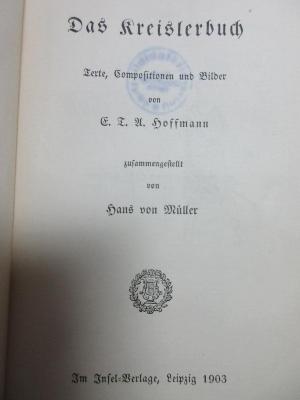 Das Kreislerbuch
Texte, Compositionen und Bilder
von
E. T. A. Hoffmann
zusammengestellt
von
Hans von Müller
Im Insel-Verlage, Leipzig 1903